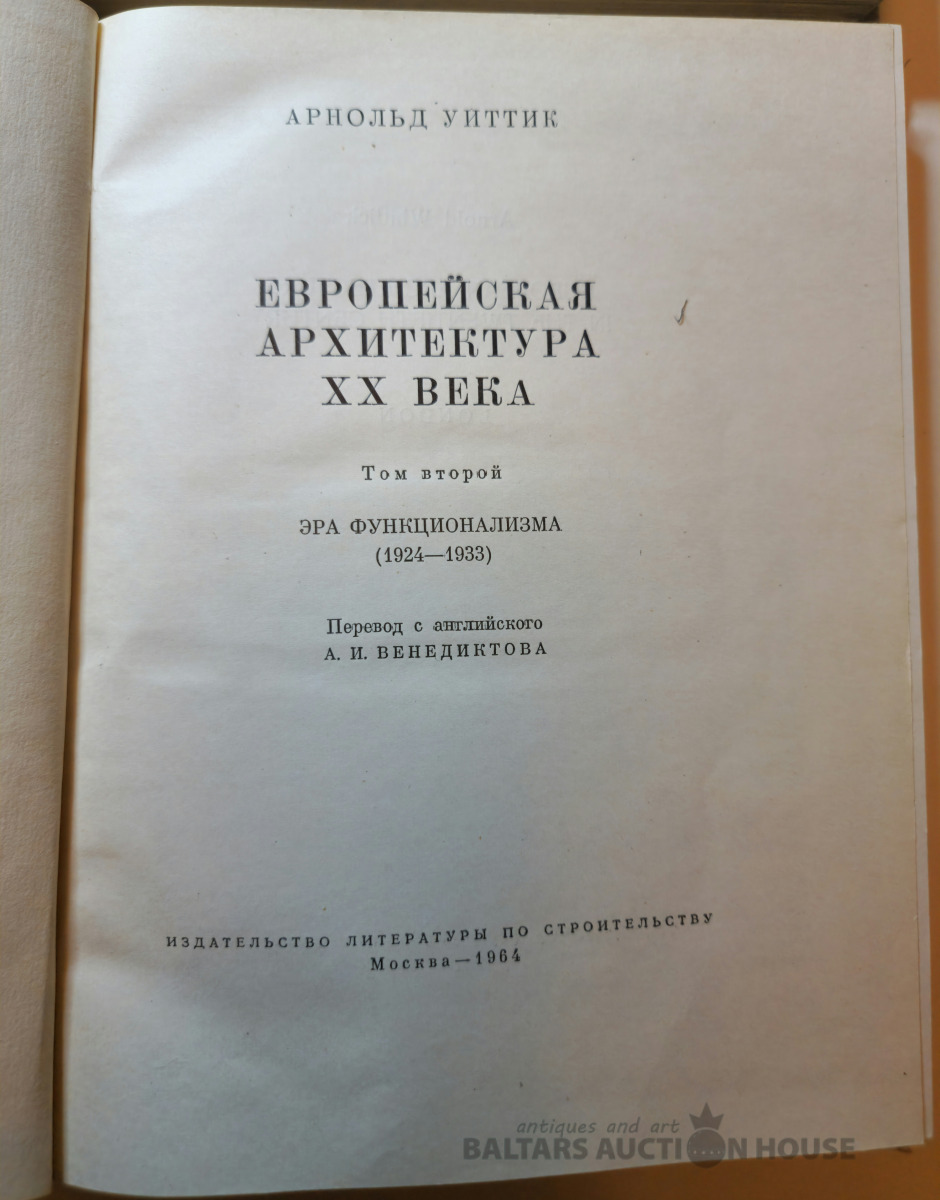 АРНОЛЬД УИТТИК
ЕВРОПЕЙСКАЯ
АРХИТЕКТУРА
XX ВЕКА
Том второй
ЭРА ФУНКЦИОНАЛИЗМА
(1924—1933)
Перевод с английского
А. И. ВЕНЕДИКТОВА
ИЗДАТЕЛЬСТВО ЛИТЕРАТУРЫ ПО СТРОИТЕЛЬСТВУ
Москва—1964
antiques and art
BALTARS AUCTION HOUSE